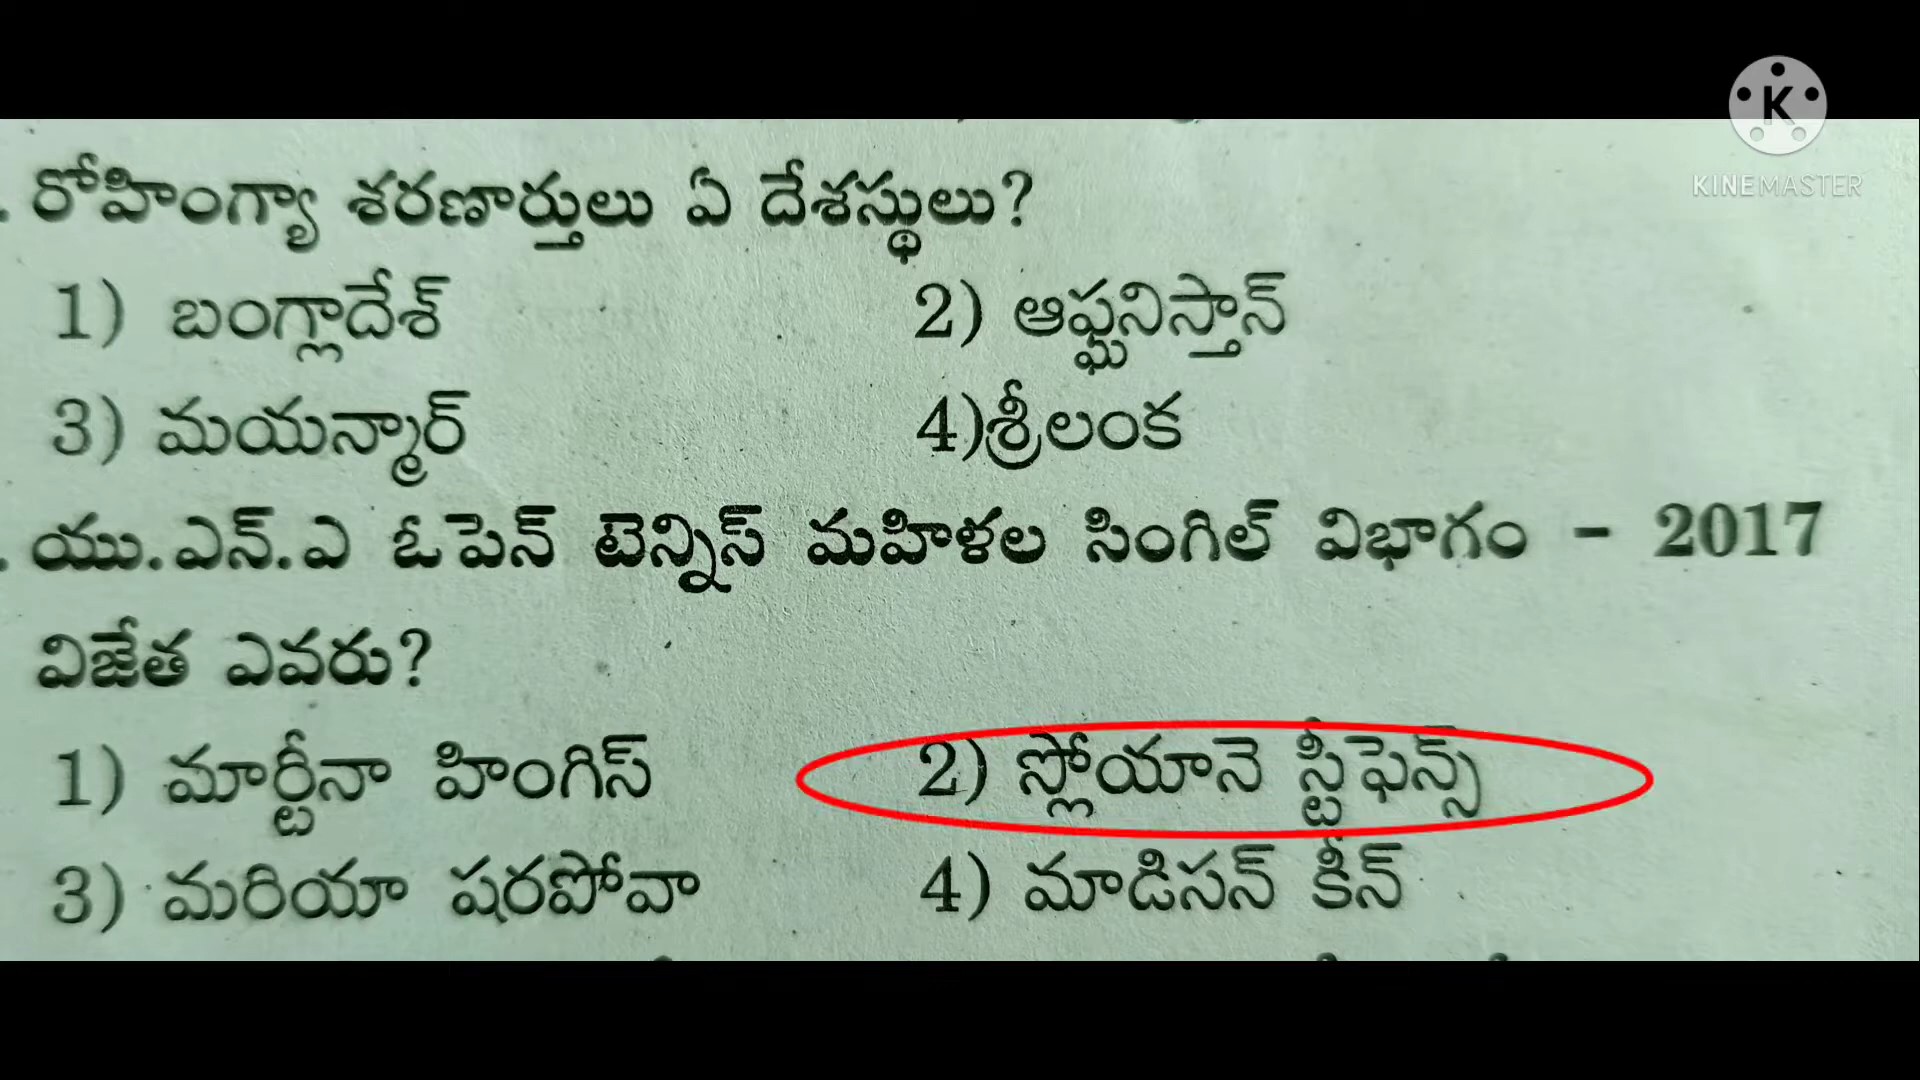 K
KINEMASTER
. రోహింగ్యా శరణార్తులు ఏ దేశస్థులు?
1) బంగ్లాదేశ్ 2) ఆఫ్ఘనిస్తాన్
3) మయన్మార్ 4)శ్రీలంక
. యు.ఎన్.ఎ ఓపెన్ టెన్నిస్ మహిళల సింగిల్ విభాగం - 2017
విజేత ఎవరు?
1) మార్టీనా హింగిస్ 2) స్లోయానె స్టీఫెన్స్
3) మరియా షరపోవా 4) మాడిసన్ కీన్